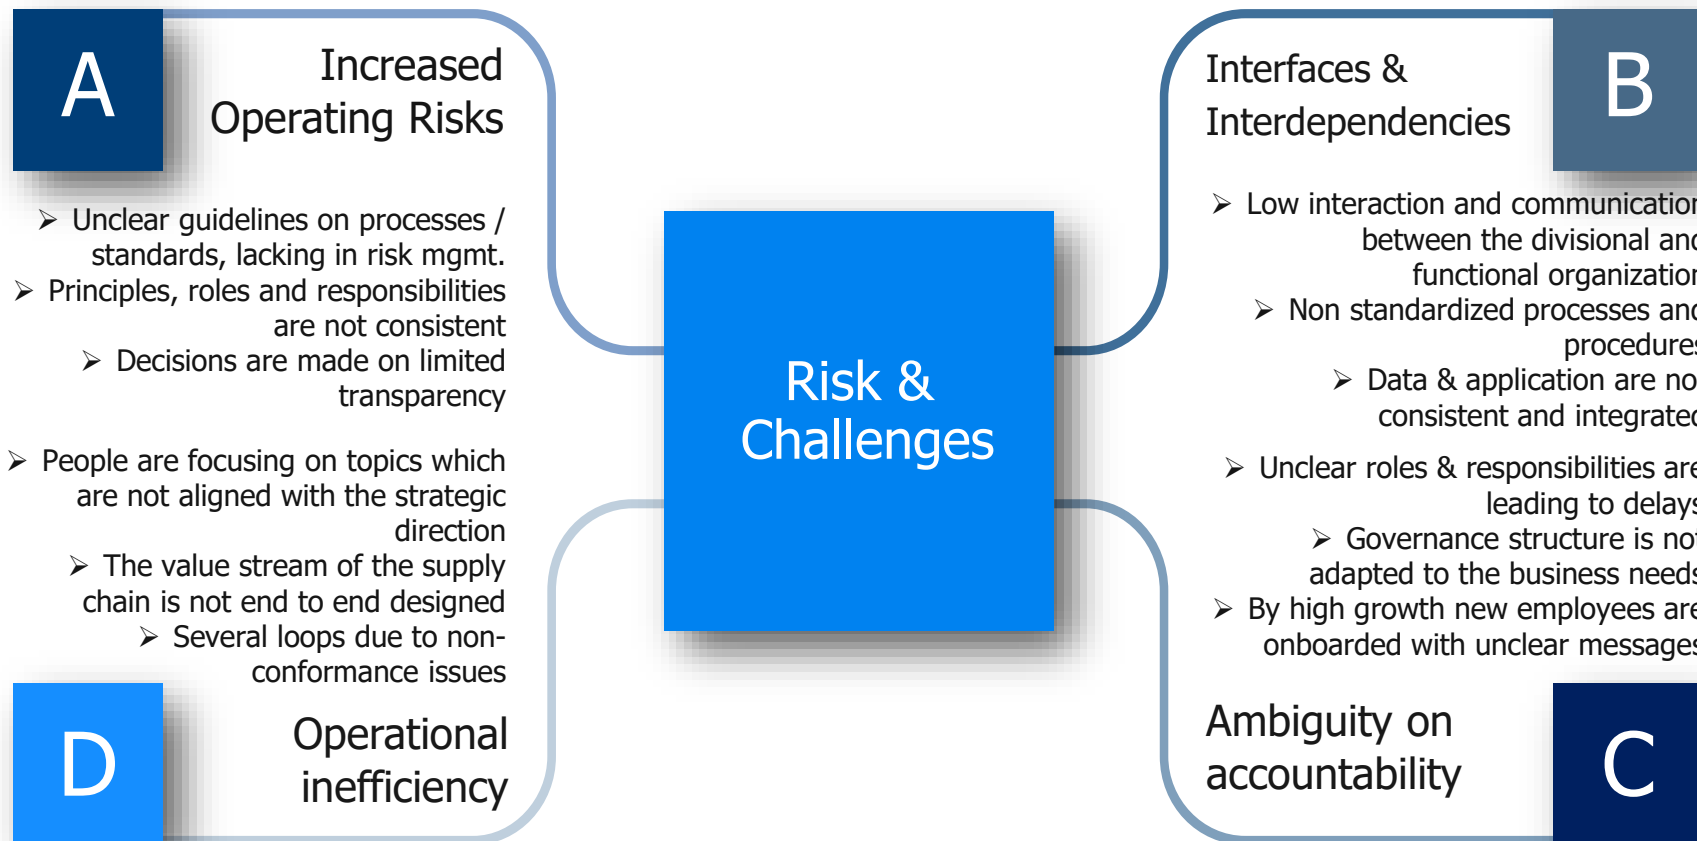 A
Increased
Operating Risks
➢ Unclear guidelines on processes /
standards, lacking in risk mgmt.
➢ Principles, roles and responsibilities
are not consistent
➢ Decisions are made on limited
transparency
➢ People are focusing on topics which
are not aligned with the strategic
direction
➢ The value stream of the supply
chain is not end to end designed
➢ Several loops due to non-
conformance issues
D
Operational
inefficiency
Risk &
Challenges
Interfaces &
Interdependencies
B
➢ Low interaction and communication
between the divisional and
functional organization
➢ Non standardized processes and
procedures
➢ Data & application are not
consistent and integrated
➢ Unclear roles & responsibilities are
leading to delays
➢ Governance structure is not
adapted to the business needs
➢ By high growth new employees are
onboarded with unclear messages
Ambiguity on
accountability
C